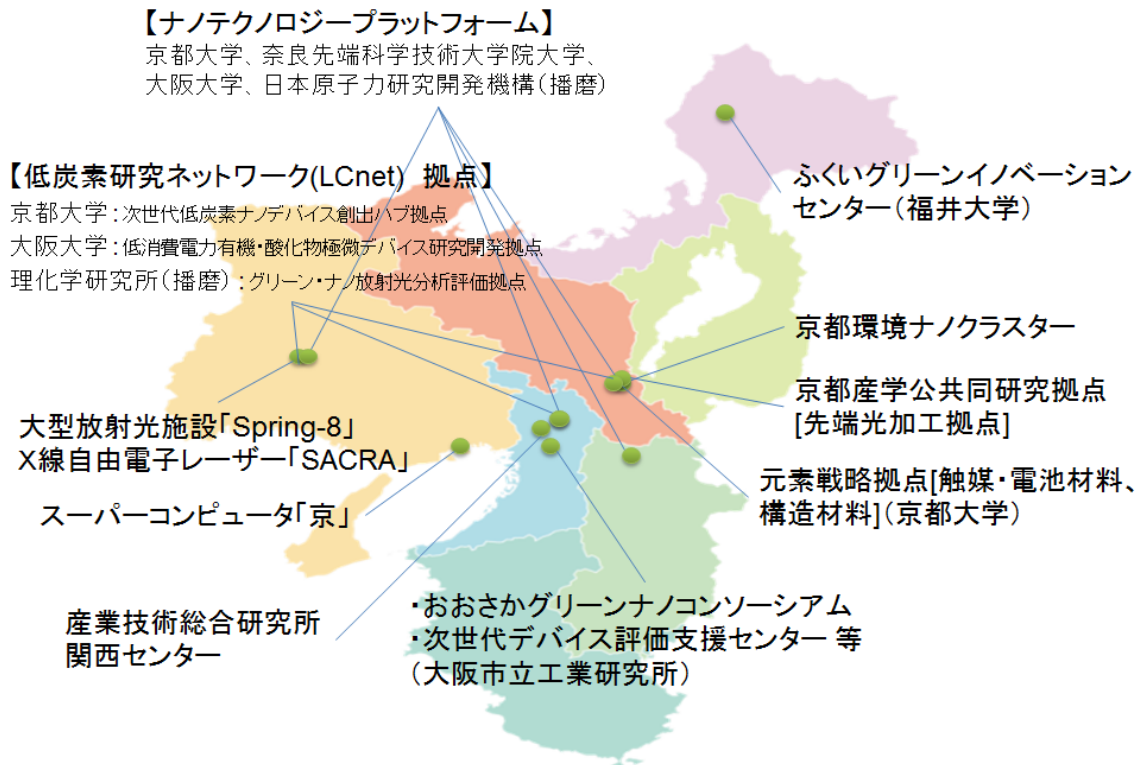 【ナノテクノロジープラットフォーム】
京都大学、奈良先端科学技術大学院大学、
大阪大学、日本原子力研究開発機構（播磨）
【低炭素研究ネットワーク(LCnet) 拠点】
京都大学：次世代低炭素ナノデバイス創出ハブ拠点
大阪大学：低消費電力有機・酸化物極微デバイス研究開発拠点
理化学研究所（播磨）：グリーン・ナノ放射光分析評価拠点
ふくいグリーンイノベーション
センター（福井大学）
京都環境ナノクラスター
京都産学公共同研究拠点
[先端光加工拠点]
元素戦略拠点[触媒・電池材料、
構造材料]（京都大学）
大型放射光施設「Spring-8」
X線自由電子レーザー「SACRA」
スーパーコンピュータ「京」
産業技術総合研究所
関西センター
・おおさかグリーンナノコンソーシアム
・次世代デバイス評価支援センター 等
（大阪市立工業研究所）